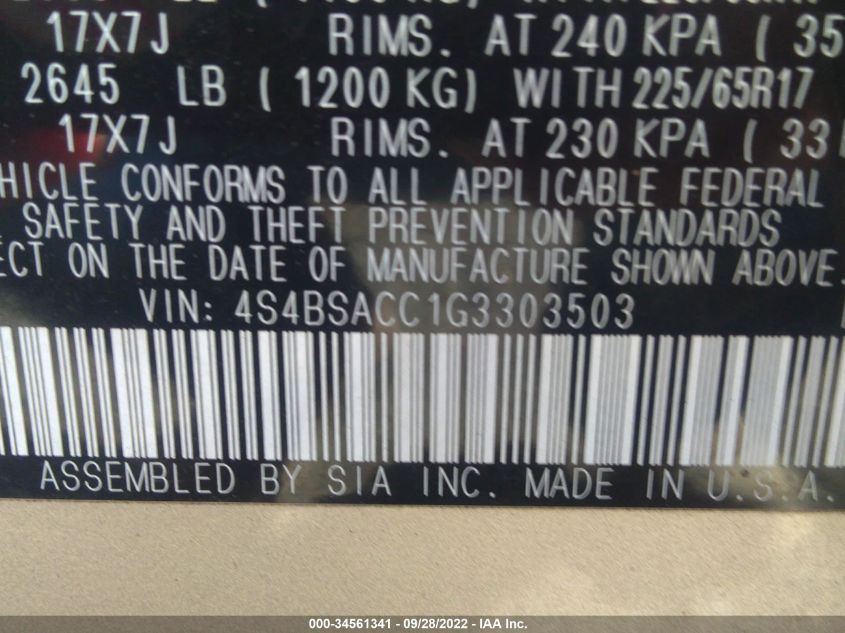 17X7J RIMS. AT 240 KPA ( 35
2645 LB ( 1200 KG) WITH 225/65R17
17X7J RIMS. AT 230 KPA ( 33
HICLE CONFORMS TO ALL APPLICABLE FEDERAL
SAFETY AND THEFT PREVENTION STANDARDS
ECT ON THE DATE OF MANUFACTURE SHOWN ABOVE.
VIN: 4S4BSACC1G3303503
ASSEMBLED BY SIA INC. MADE IN U.S.A.
000-34561341 - 09/28/2022 - IAA Inc.